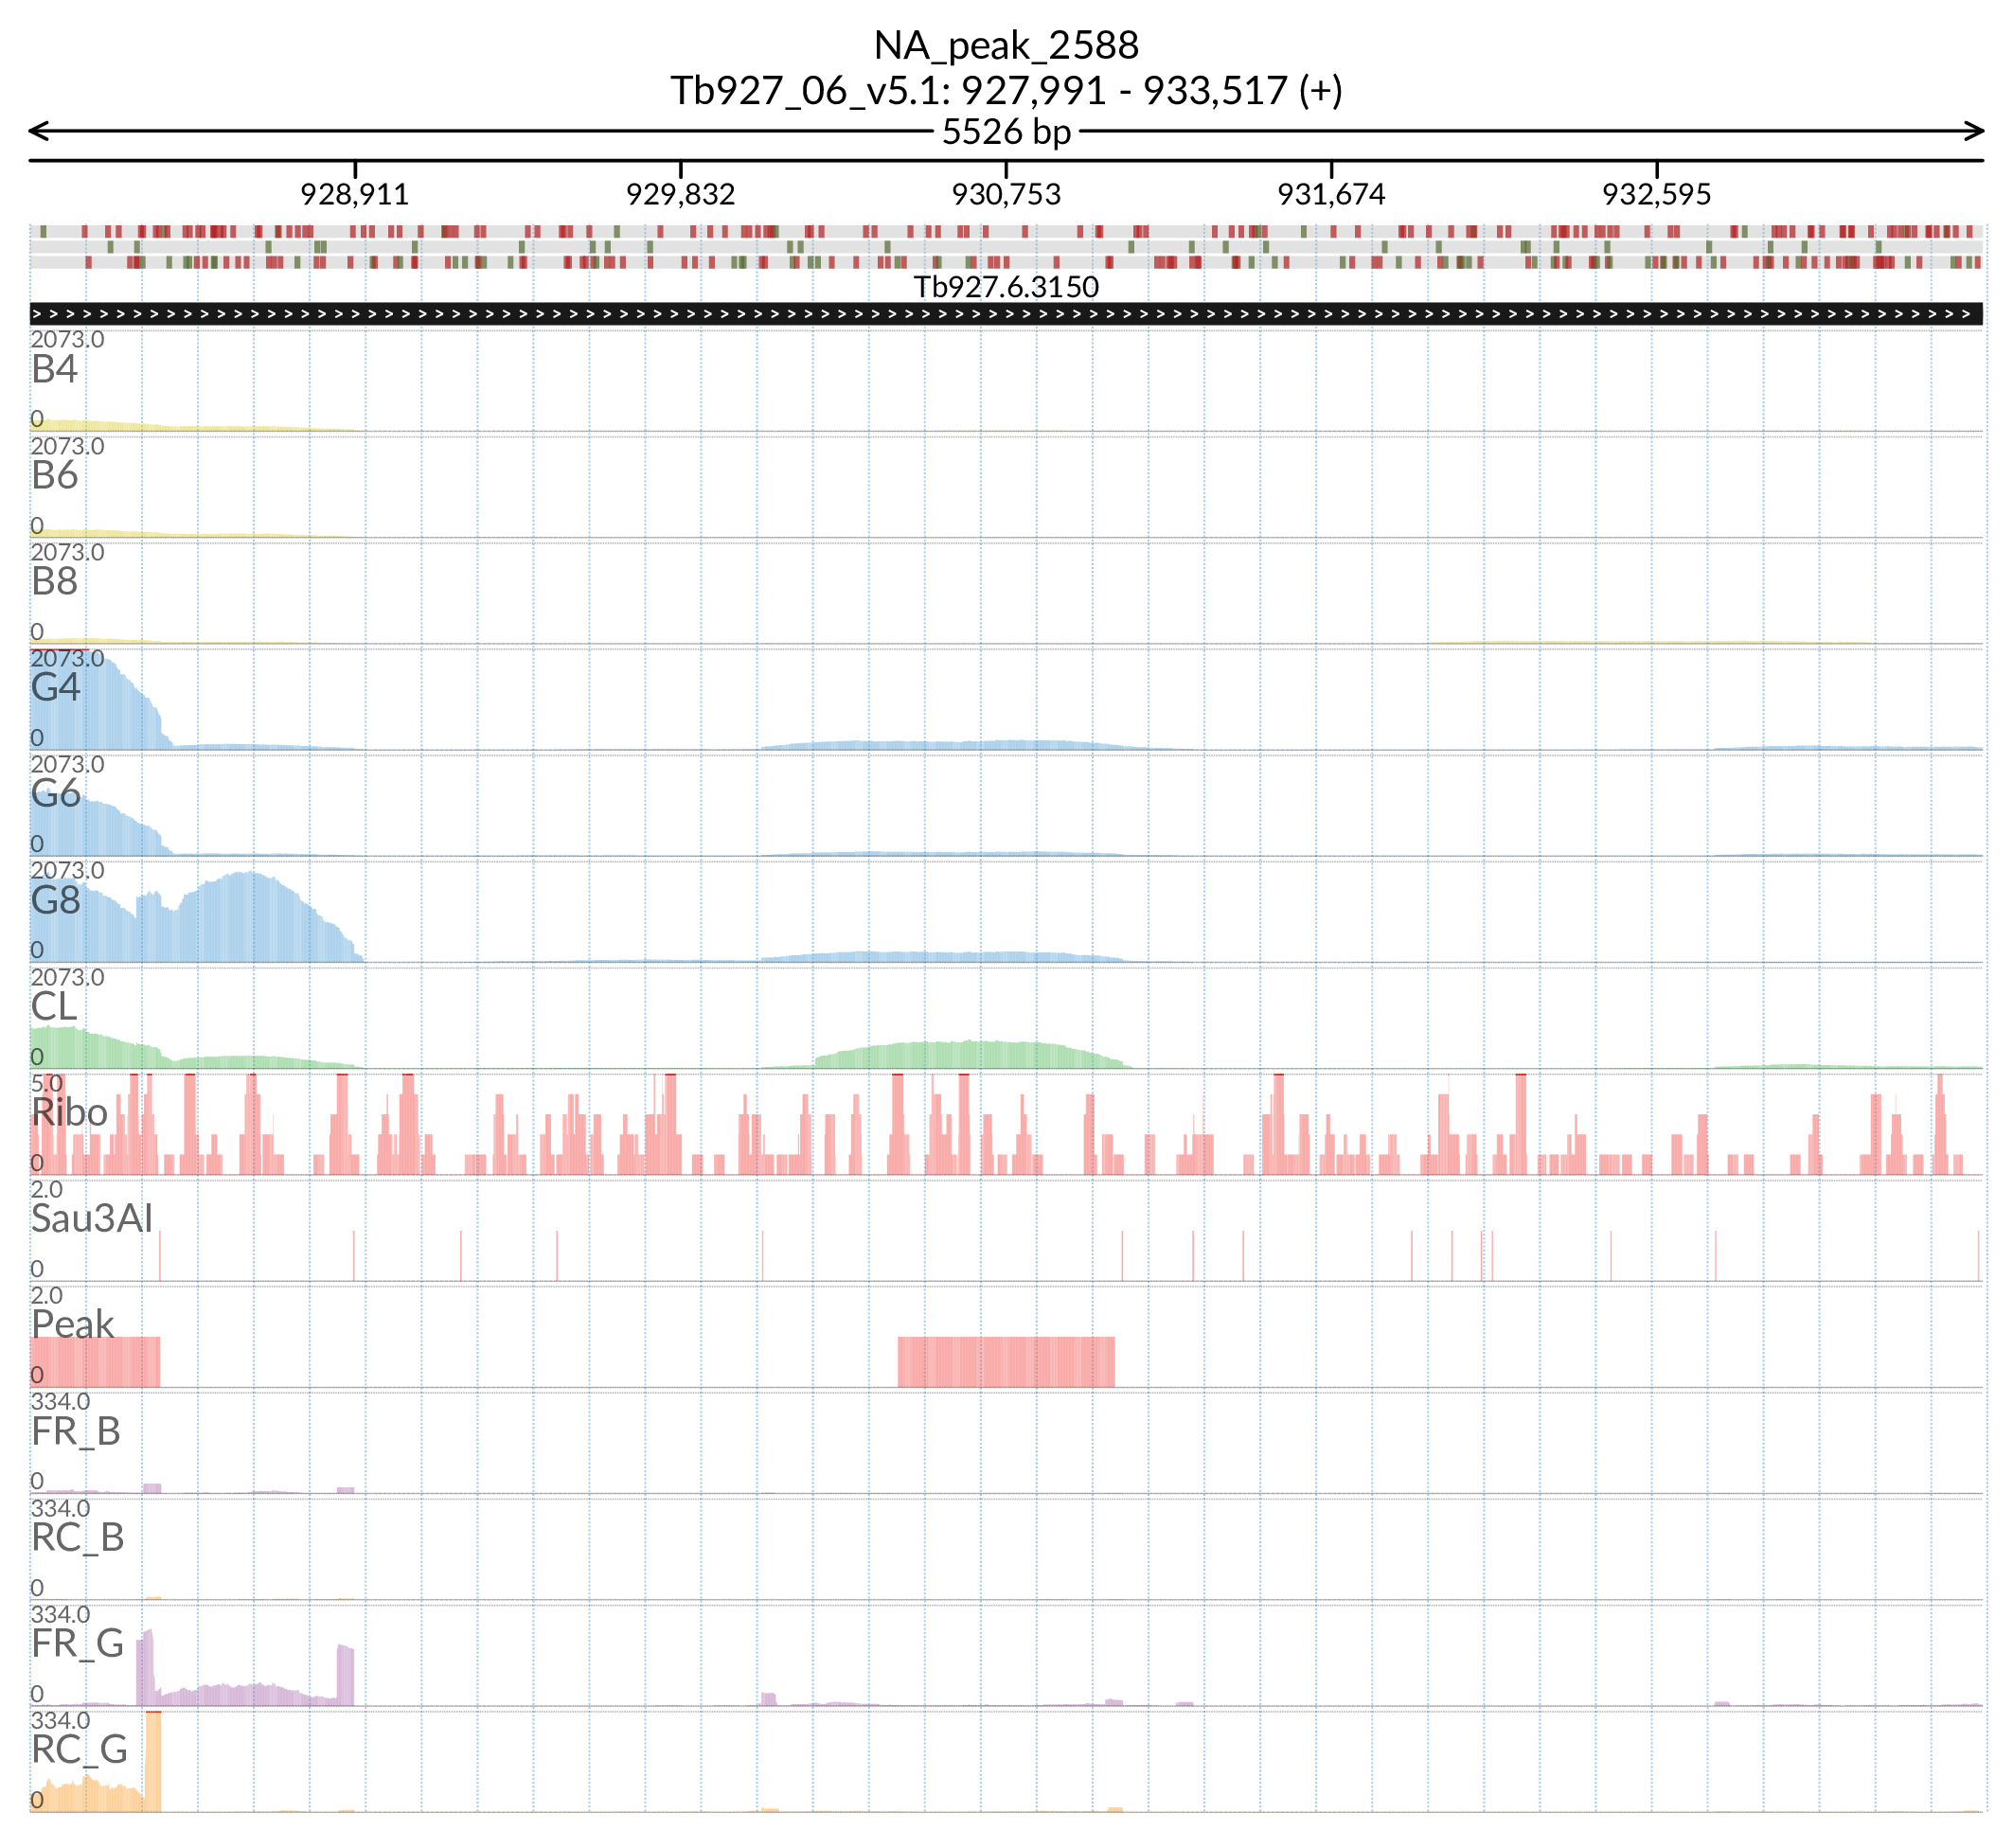 NA_peak_2588
Tb927_06_v5.1: 927,991 - 933,517 (+)
5526 bp
928,911 929,832 930,753 931,674 932,595
Tb927.6.3150
2073.0
B4
0
2073.0
B6
0
2073.0
B8
0
2073.0
G4
0
2073.0
G6
0
2073.0
G8
0
2073.0
CL
0
5.0
Ribo
0
2.0
Sau3AI
0
2.0
Peak
0
334.0
FR_B
0
334.0
RC_B
0
334.0
FR_G
0
334.0
RC_G
0